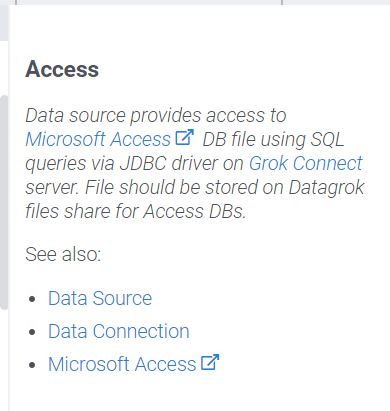 Access
Data source provides access to
Microsoft Access DB file using SQL
queries via JDBC driver on Grok Connect
server. File should be stored on Datagrok
files share for Access DBs.
See also:
Data Source
Data Connection
Microsoft Access